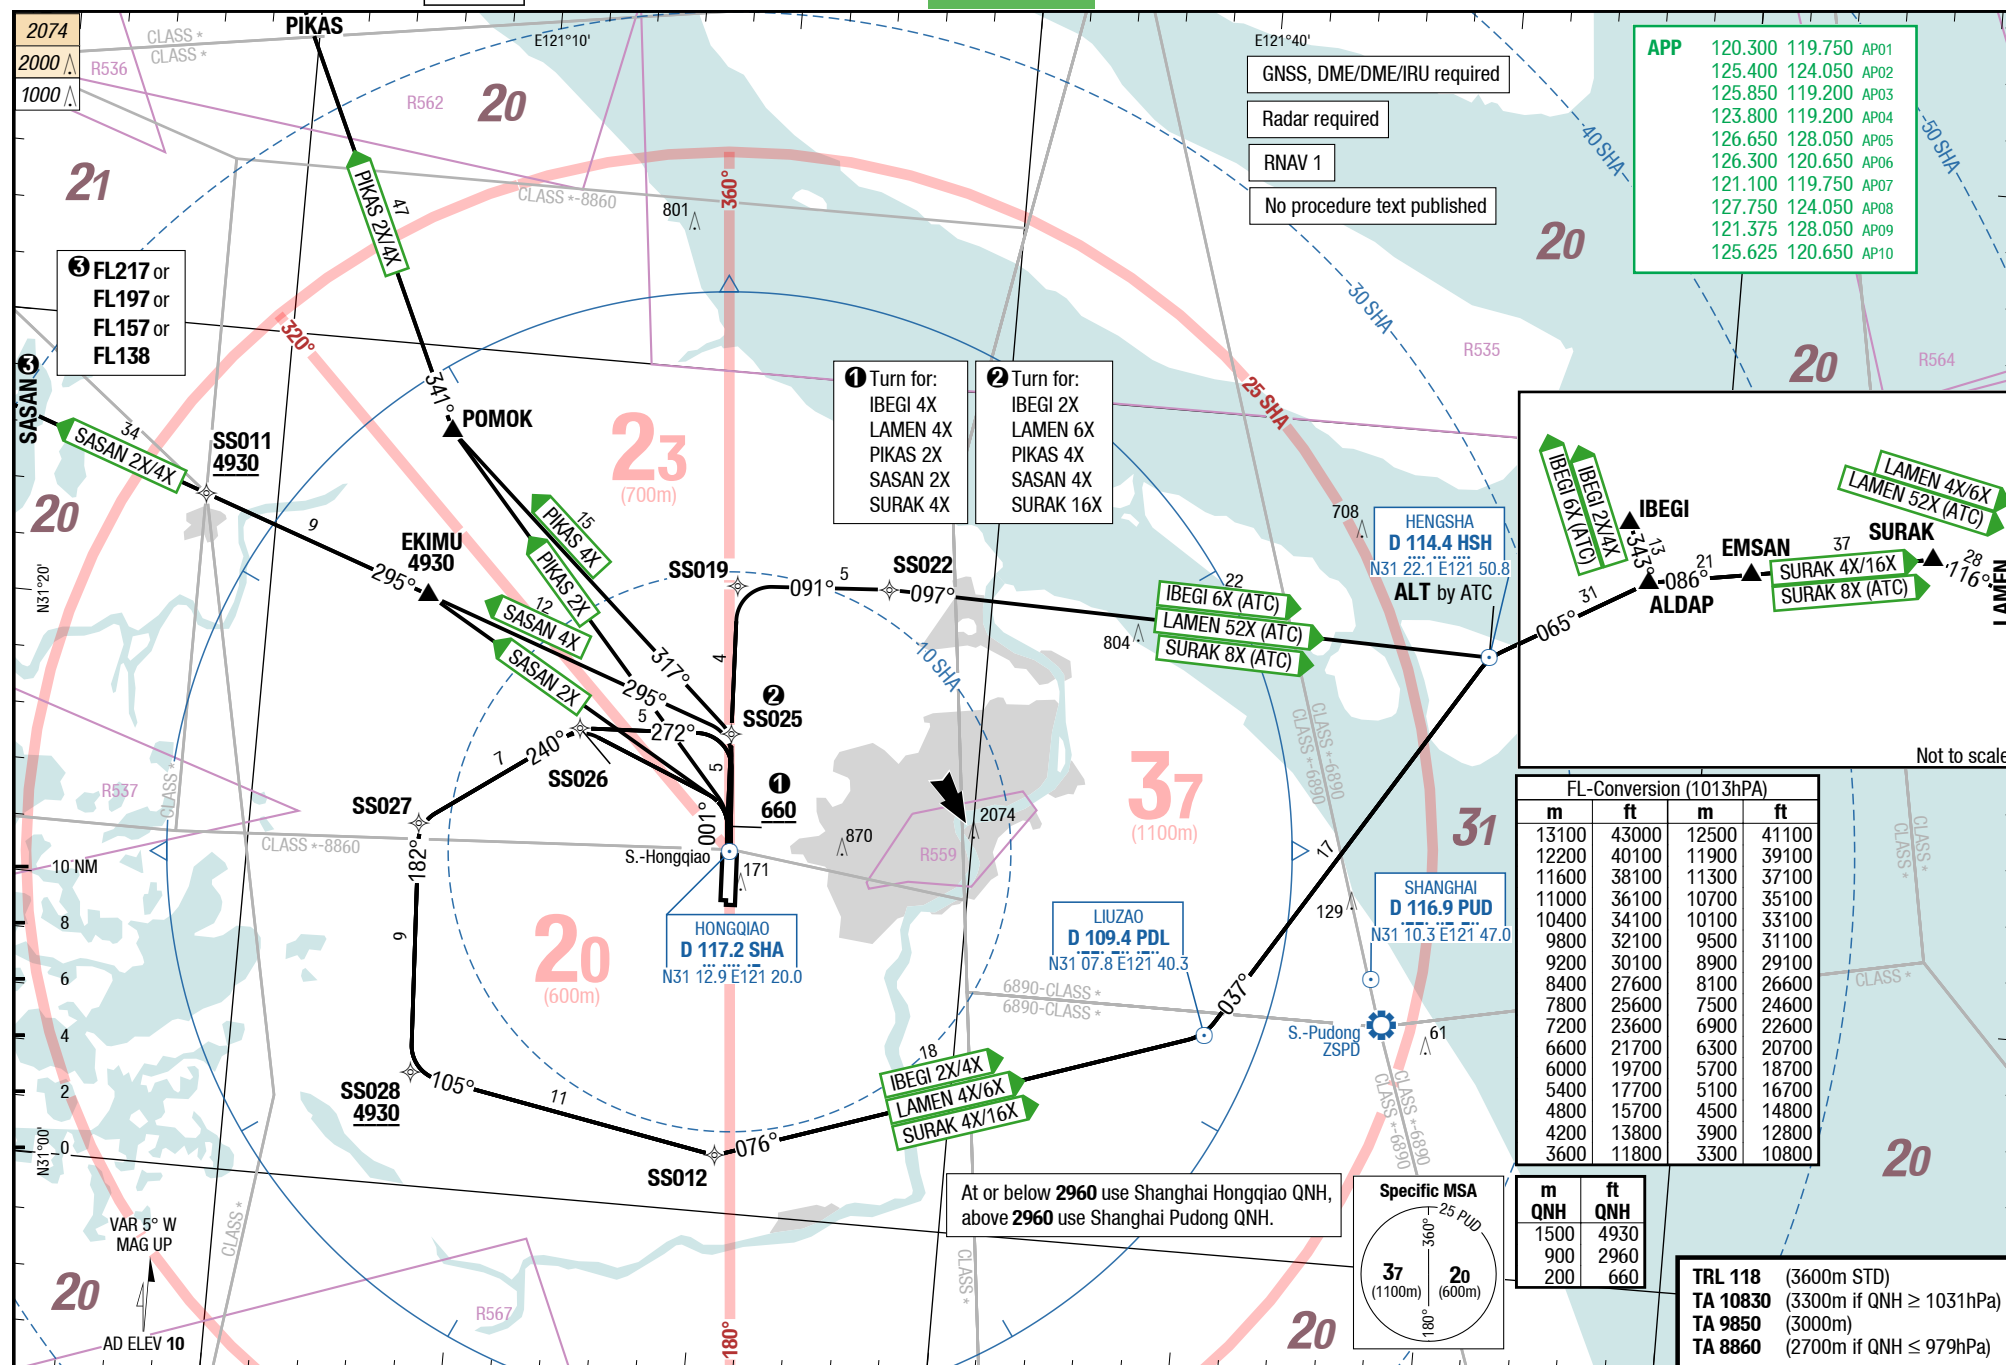 2074
2000
1000
PIKAS
CLASS *
CLASS *
R536
R562
20
21
E121°10'
E121°40'
GNSS, DME/DME/IRU required
Radar required
RNAV 1
No procedure text published
APP 120.300 119.750 AP01
125.400 124.050 AP02
125.850 119.200 AP03
123.800 119.200 AP04
126.650 128.050 AP05
126.300 120.650 AP06
121.100 119.750 AP07
127.750 124.050 AP08
121.375 128.050 AP09
125.625 120.650 AP10
40 SHA
50 SHA
30 SHA
25 SHA
10 SHA
20
47
PIKAS 2X/4X
CLASS *-8860
360°
801
3 FL217 or
FL197 or
FL157 or
FL138
320°
341°
POMOK
SASAN 3
34
SASAN 2X/4X
SS011
4930
20
9
295°
EKIMU
4930
23
(700m)
15
PIKAS 4X
PIKAS 2X
12
SASAN 4X
SASAN 2X
317°
295°
1 Turn for:
IBEGI 4X
LAMEN 4X
PIKAS 2X
SASAN 2X
SURAK 4X
2 Turn for:
IBEGI 2X
LAMEN 6X
PIKAS 4X
SASAN 4X
SURAK 16X
R535
20
R564
708
HENGSHA
D 114.4 HSH
N31 22.1 E121 50.8
ALT by ATC
SS019
091°
5
SS022
097°
4
22
IBEGI 6X (ATC)
LAMEN 52X (ATC)
SURAK 8X (ATC)
804
065°
31
IBEGI 6X (ATC)
IBEGI 2X/4X
IBEGI
343°
13
ALDAP
086°
21
EMSAN
37
SURAK 4X/16X
SURAK 8X (ATC)
SURAK
LAMEN 4X/6X
LAMEN 52X (ATC)
28
116°
LAMEN
Not to scale
N31°20'
2
SS025
5
272°
SS026
240°
7
SS027
5
1
660
001°
182°
9
R537
CLASS *
CLASS *-8860
S.-Hongqiao
171
870
2074
R559
37
(1100m)
CLASS *-6890
CLASS *-6890
31
17
20
(600m)
HONGQIAO
D 117.2 SHA
N31 12.9 E121 20.0
LIUZAO
D 109.4 PDL
N31 07.8 E121 40.3
129
SHANGHAI
D 116.9 PUD
N31 10.3 E121 47.0
6890-CLASS *
6890-CLASS *
037°
S.-Pudong
ZSPD
61
CLASS *-6890
CLASS *-6890
10 NM
8
6
4
2
0
N31°00'
SS028
4930
105°
11
SS012
076°
18
IBEGI 2X/4X
LAMEN 4X/6X
SURAK 4X/16X
FL-Conversion (1013hPA)
m ft m ft
13100 43000 12500 41100
12200 40100 11900 39100
11600 38100 11300 37100
11000 36100 10700 35100
10400 34100 10100 33100
9800 32100 9500 31100
9200 30100 8900 29100
8400 27600 8100 26600
7800 25600 7500 24600
7200 23600 6900 22600
6600 21700 6300 20700
6000 19700 5700 18700
5400 17700 5100 16700
4800 15700 4500 14800
4200 13800 3900 12800
3600 11800 3300 10800
CLASS *
CLASS *
CLASS *
20
VAR 5° W
MAG UP
CLASS *
20
AD ELEV 10
R567
180°
At or below 2960 use Shanghai Hongqiao QNH,
above 2960 use Shanghai Pudong QNH.
CLASS *
20
Specific MSA
25 PUD
360°
37
(1100m)
20
(600m)
180°
m ft
QNH QNH
1500 4930
900 2960
200 660
TRL 118 (3600m STD)
TA 10830 (3300m if QNH ≥ 1031hPa)
TA 9850 (3000m)
TA 8860 (2700m if QNH ≤ 979hPa)